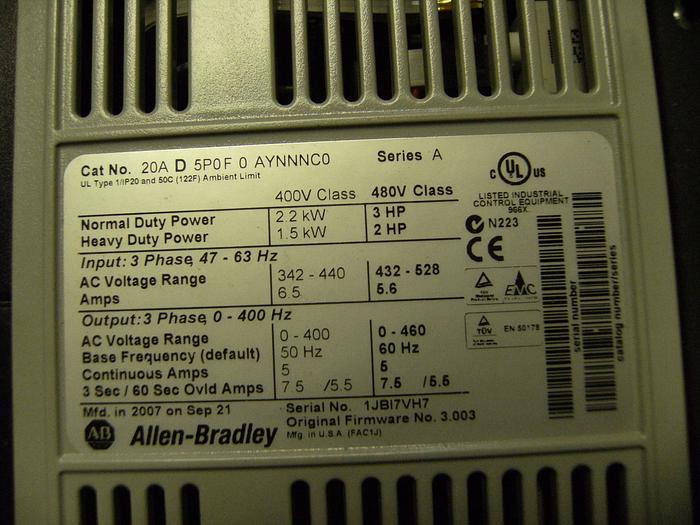 Cat No. 20A D 5P0F 0 AYNNNC0 Series A
UL Type 1/IP20 and 50C (122F) Ambient Limit
400V Class 480V Class
Normal Duty Power 2.2 kW 3 HP
Heavy Duty Power 1.5 kW 2 HP
Input: 3 Phase, 47 - 63 Hz
AC Voltage Range 342 - 440 432 - 528
Amps 6.5 5.6
Output: 3 Phase, 0 - 400 Hz
AC Voltage Range 0 - 400 0 - 460
Base Frequency (default) 50 Hz 60 Hz
Continuous Amps 5 5
3 Sec / 60 Sec Ovld Amps 7.5 /5.5 7.5 /5.5
Mfd. in 2007 on Sep 21 Serial No. 1JBI7VH7
Original Firmware No. 3.003
AB Allen-Bradley Mfg. in U.S.A. (FAC1J)
C UL US
LISTED INDUSTRIAL
CONTROL EQUIPMENT
966X
N223
CE
EMC
TÜV EN 50178
serial number
catalog number/series